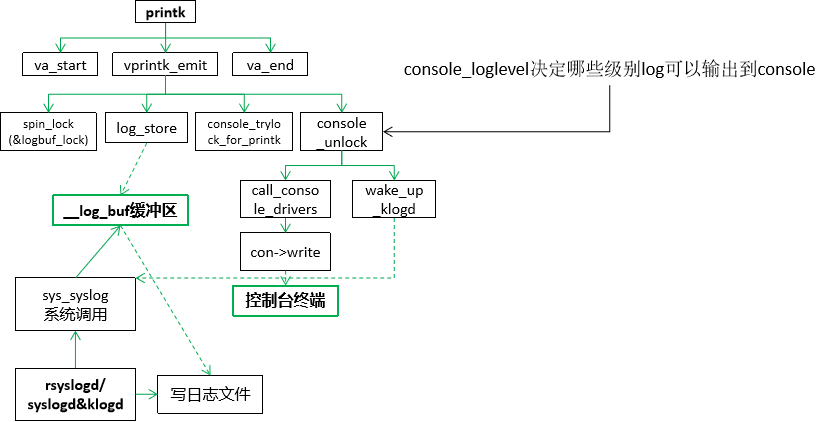 printk
va_start
vprintk_emit
va_end
console_loglevel决定哪些级别log可以输出到console
spin_lock
(&logbuf_lock)
log_store
console_trylo
ck_for_printk
console
_unlock
call_conso
le_drivers
wake_up
_klogd
__log_buf缓冲区
con->write
sys_syslog
系统调用
控制台终端
rsyslogd/
syslogd&klogd
写日志文件